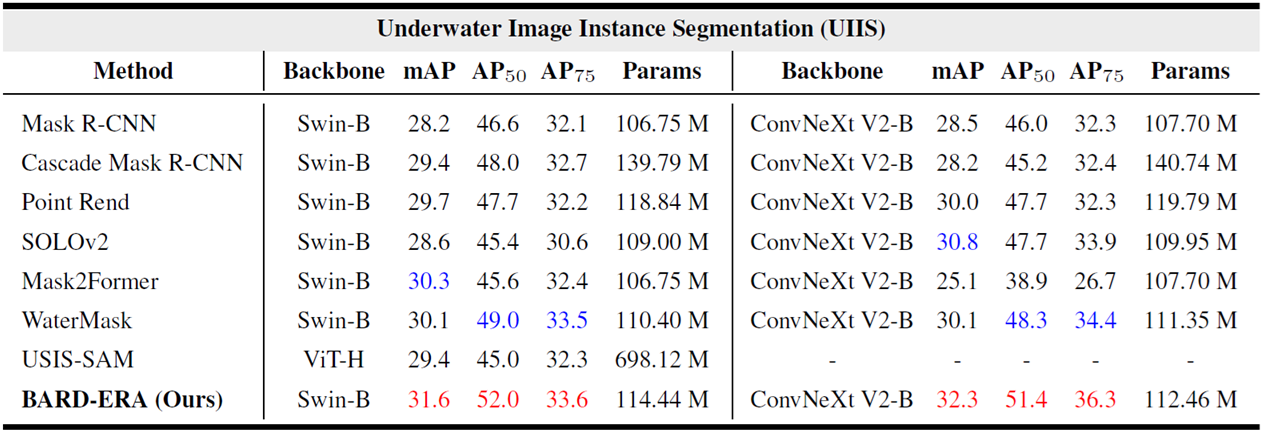 Underwater Image Instance Segmentation (UIIS)
Method Backbone mAP AP50 AP75 Params Backbone mAP AP50 AP75 Params
Mask R-CNN Swin-B 28.2 46.6 32.1 106.75 M ConvNeXt V2-B 28.5 46.0 32.3 107.70 M
Cascade Mask R-CNN Swin-B 29.4 48.0 32.7 139.79 M ConvNeXt V2-B 28.2 45.2 32.4 140.74 M
Point Rend Swin-B 29.7 47.7 32.2 118.84 M ConvNeXt V2-B 30.0 47.7 32.3 119.79 M
SOLOv2 Swin-B 28.6 45.4 30.6 109.00 M ConvNeXt V2-B 30.8 47.7 33.9 109.95 M
Mask2Former Swin-B 30.3 45.6 32.4 106.75 M ConvNeXt V2-B 25.1 38.9 26.7 107.70 M
WaterMask Swin-B 30.1 49.0 33.5 110.40 M ConvNeXt V2-B 30.1 48.3 34.4 111.35 M
USIS-SAM ViT-H 29.4 45.0 32.3 698.12 M - - - - -
BARD-ERA (Ours) Swin-B 31.6 52.0 33.6 114.44 M ConvNeXt V2-B 32.3 51.4 36.3 112.46 M